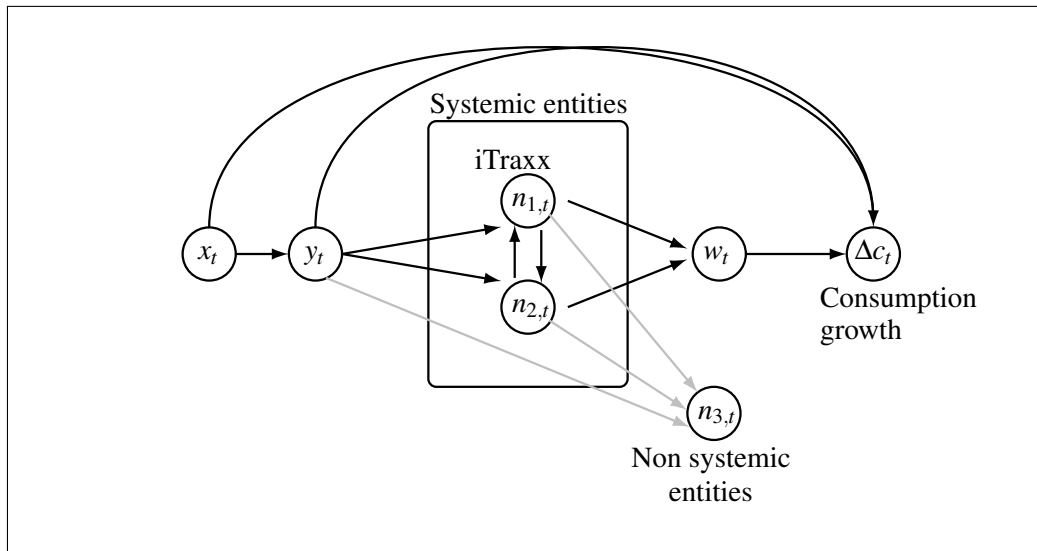 Systemic entities
iTraxx
n₁,t
xₜ yₜ wₜ Δcₜ
n₂,t
Consumption
growth
n₃,t
Non systemic
entities